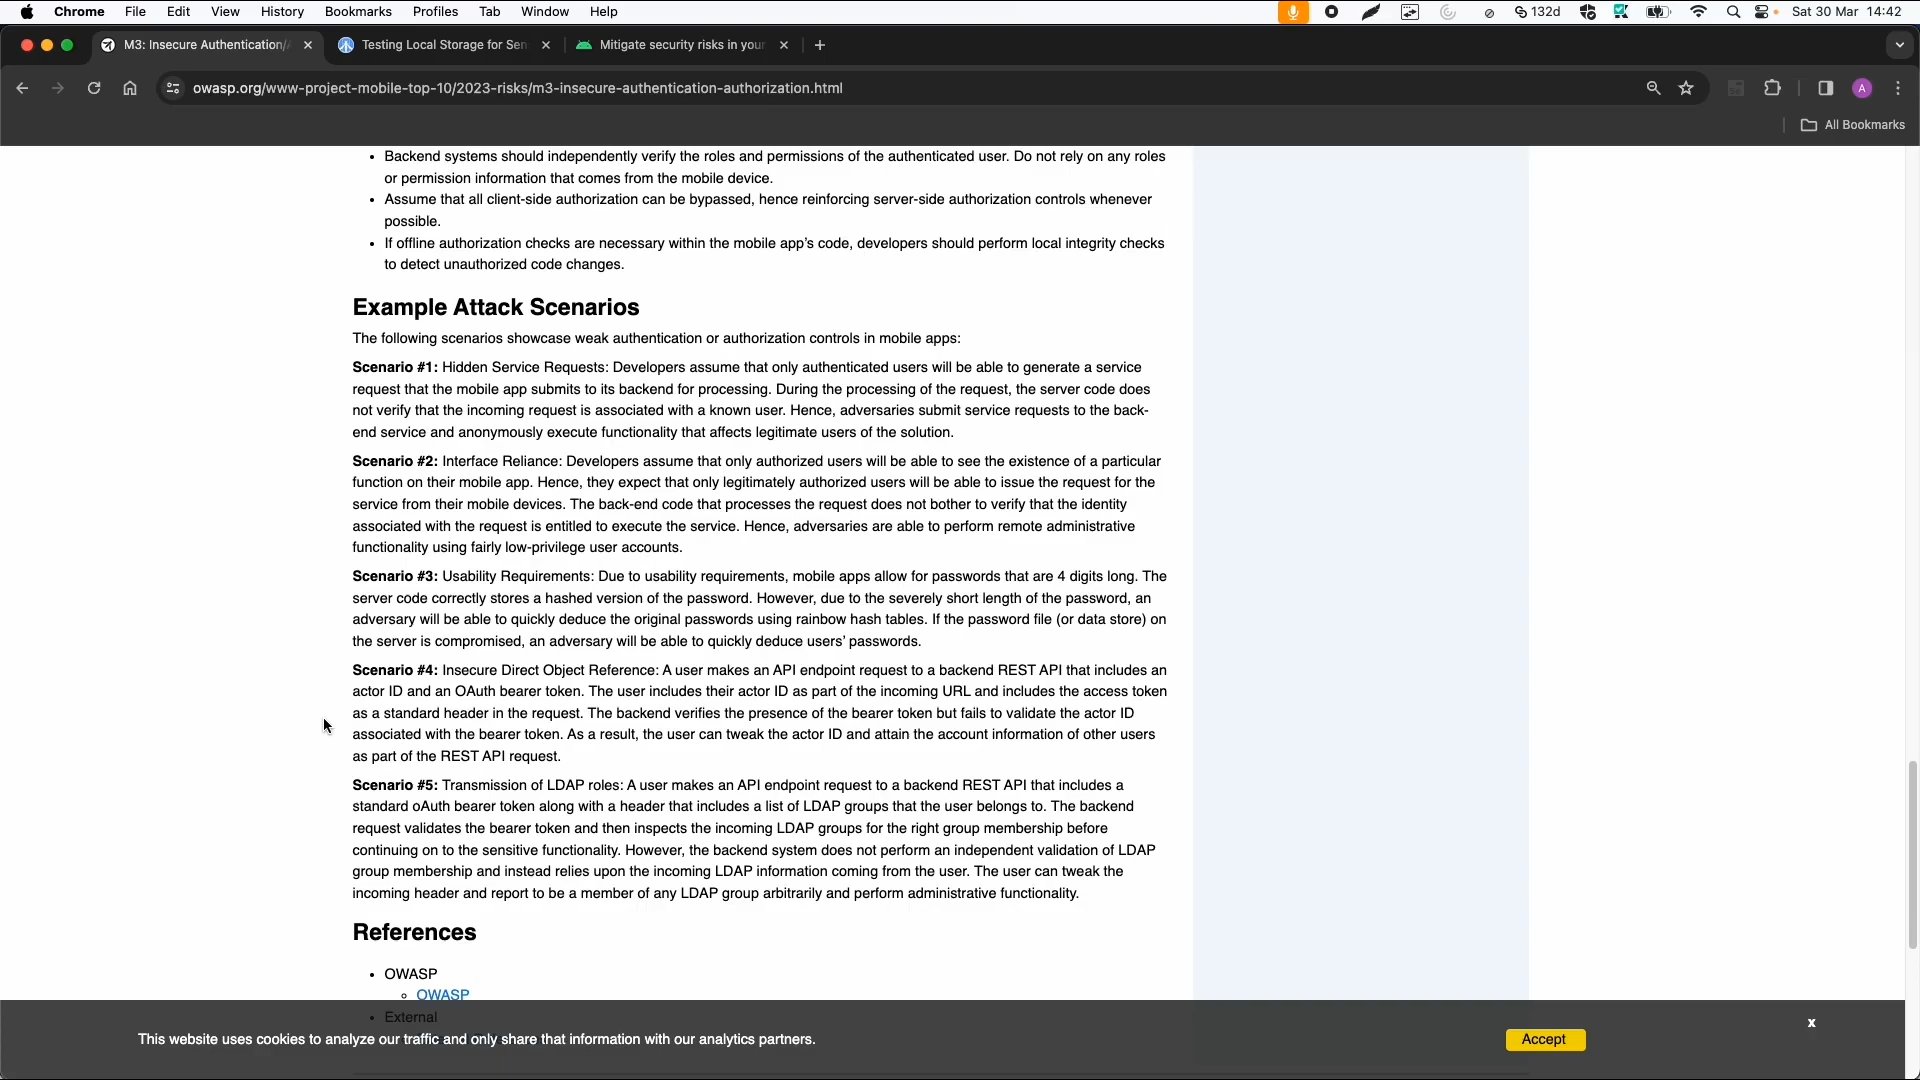 Chrome File Edit View History Bookmarks Profiles Tab Window Help 132d Sat 30 Mar 14:42
M3: Insecure Authentication/ Testing Local Storage for Sen Mitigate security risks in your
owasp.org/www-project-mobile-top-10/2023-risks/m3-insecure-authentication-authorization.html A
All Bookmarks
• Backend systems should independently verify the roles and permissions of the authenticated user. Do not rely on any roles
or permission information that comes from the mobile device.
• Assume that all client-side authorization can be bypassed, hence reinforcing server-side authorization controls whenever
possible.
• If offline authorization checks are necessary within the mobile app's code, developers should perform local integrity checks
to detect unauthorized code changes.
Example Attack Scenarios
The following scenarios showcase weak authentication or authorization controls in mobile apps:
Scenario #1: Hidden Service Requests: Developers assume that only authenticated users will be able to generate a service
request that the mobile app submits to its backend for processing. During the processing of the request, the server code does
not verify that the incoming request is associated with a known user. Hence, adversaries submit service requests to the back-
end service and anonymously execute functionality that affects legitimate users of the solution.
Scenario #2: Interface Reliance: Developers assume that only authorized users will be able to see the existence of a particular
function on their mobile app. Hence, they expect that only legitimately authorized users will be able to issue the request for the
service from their mobile devices. The back-end code that processes the request does not bother to verify that the identity
associated with the request is entitled to execute the service. Hence, adversaries are able to perform remote administrative
functionality using fairly low-privilege user accounts.
Scenario #3: Usability Requirements: Due to usability requirements, mobile apps allow for passwords that are 4 digits long. The
server code correctly stores a hashed version of the password. However, due to the severely short length of the password, an
adversary will be able to quickly deduce the original passwords using rainbow hash tables. If the password file (or data store) on
the server is compromised, an adversary will be able to quickly deduce users' passwords.
Scenario #4: Insecure Direct Object Reference: A user makes an API endpoint request to a backend REST API that includes an
actor ID and an OAuth bearer token. The user includes their actor ID as part of the incoming URL and includes the access token
as a standard header in the request. The backend verifies the presence of the bearer token but fails to validate the actor ID
associated with the bearer token. As a result, the user can tweak the actor ID and attain the account information of other users
as part of the REST API request.
Scenario #5: Transmission of LDAP roles: A user makes an API endpoint request to a backend REST API that includes a
standard oAuth bearer token along with a header that includes a list of LDAP groups that the user belongs to. The backend
request validates the bearer token and then inspects the incoming LDAP groups for the right group membership before
continuing on to the sensitive functionality. However, the backend system does not perform an independent validation of LDAP
group membership and instead relies upon the incoming LDAP information coming from the user. The user can tweak the
incoming header and report to be a member of any LDAP group arbitrarily and perform administrative functionality.
References
• OWASP
◦ OWASP
• External
This website uses cookies to analyze our traffic and only share that information with our analytics partners.
Accept
x